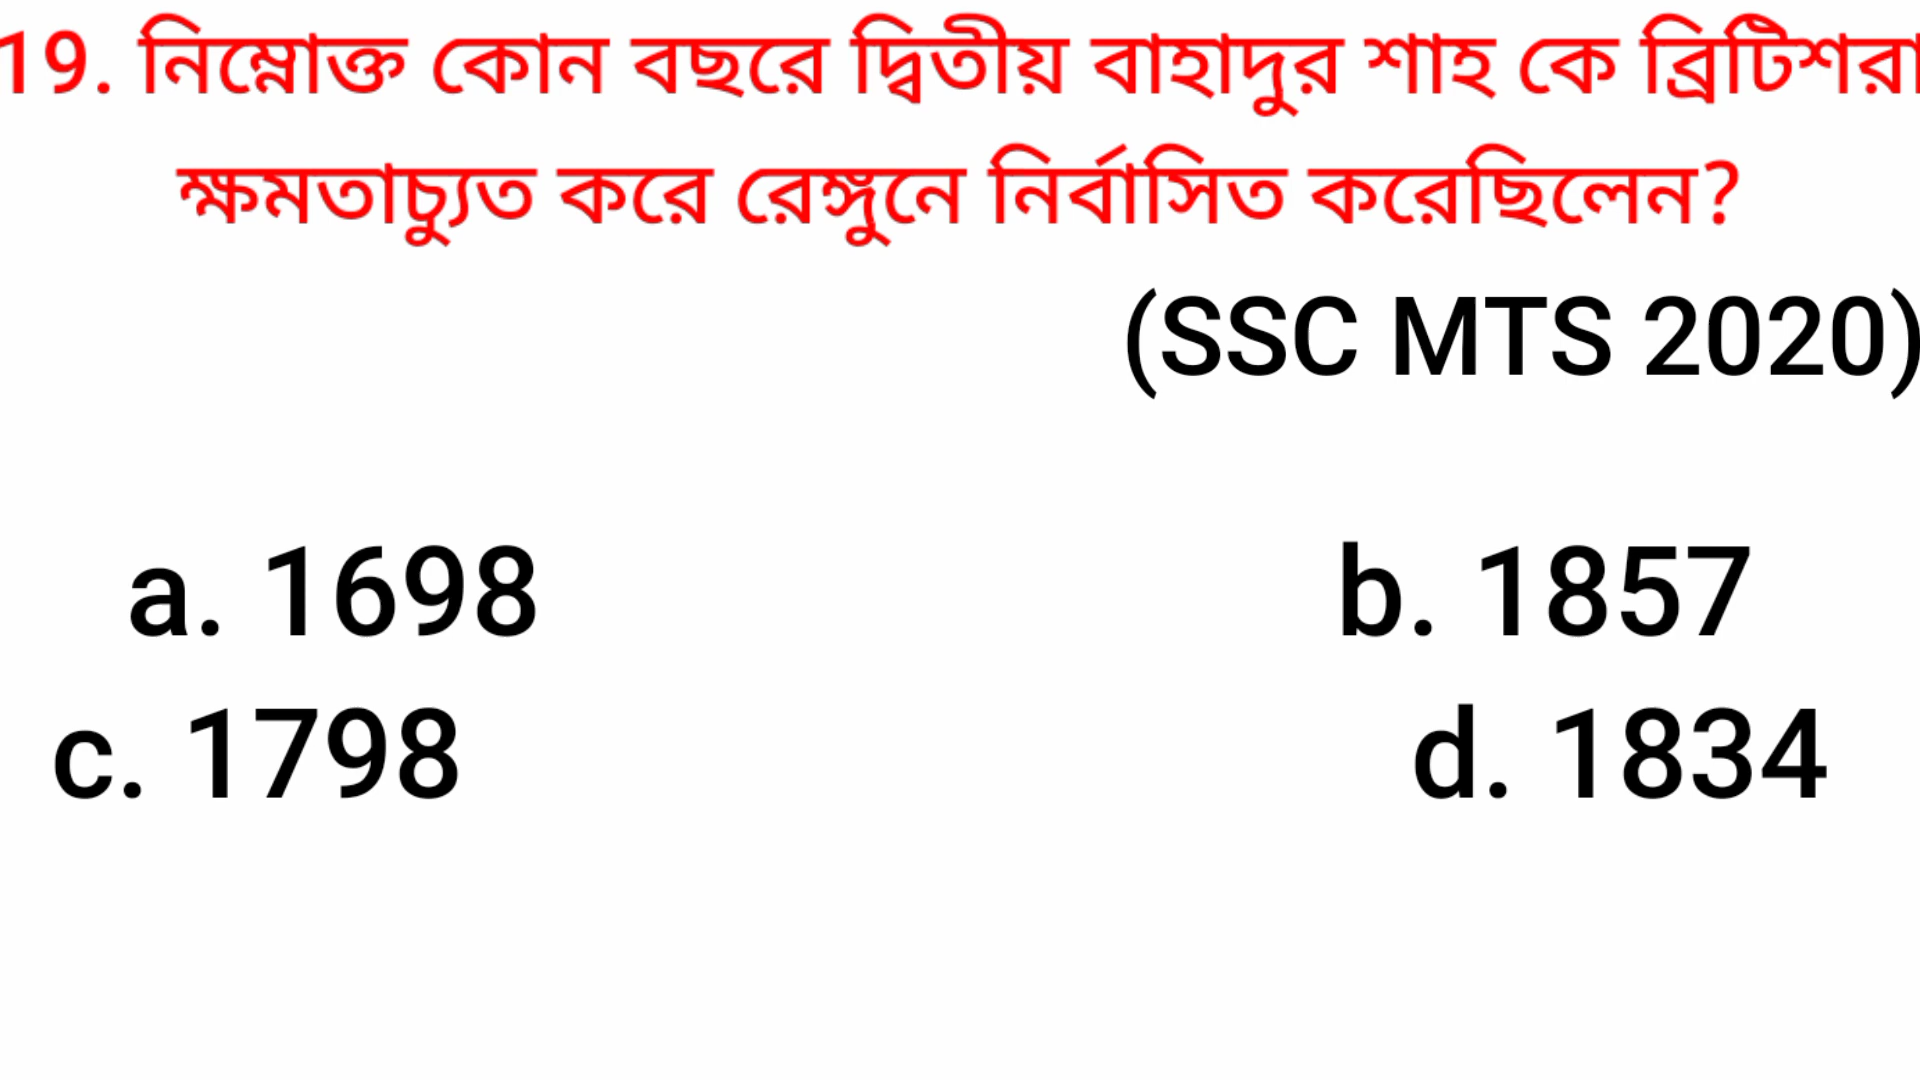 19. নিম্নোক্ত কোন বছরে দ্বিতীয় বাহাদুর শাহ কে ব্রিটিশরা
ক্ষমতাচ্যুত করে রেঙ্গুনে নির্বাসিত করেছিলেন?
(SSC MTS 2020)
a. 1698 b. 1857
c. 1798 d. 1834